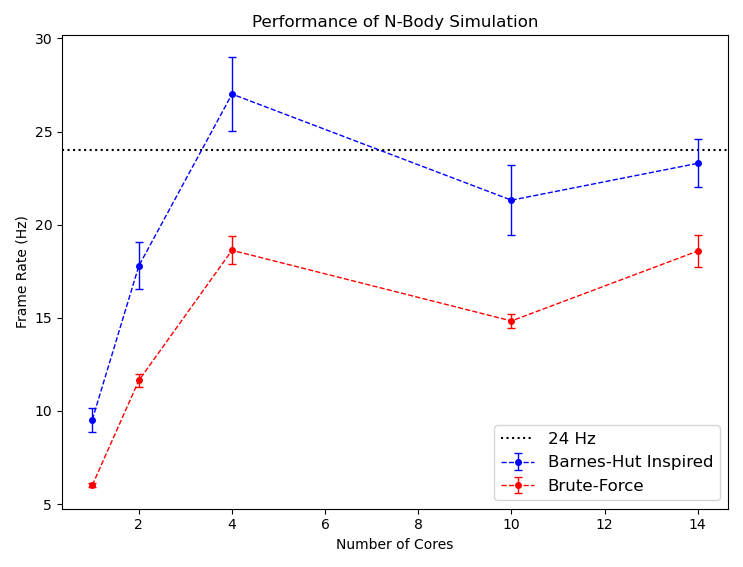 Performance of N-Body Simulation
Frame Rate (Hz)
30
25
20
15
10
5
24 Hz
Barnes-Hut Inspired
Brute-Force
2 4 6 8 10 12 14
Number of Cores